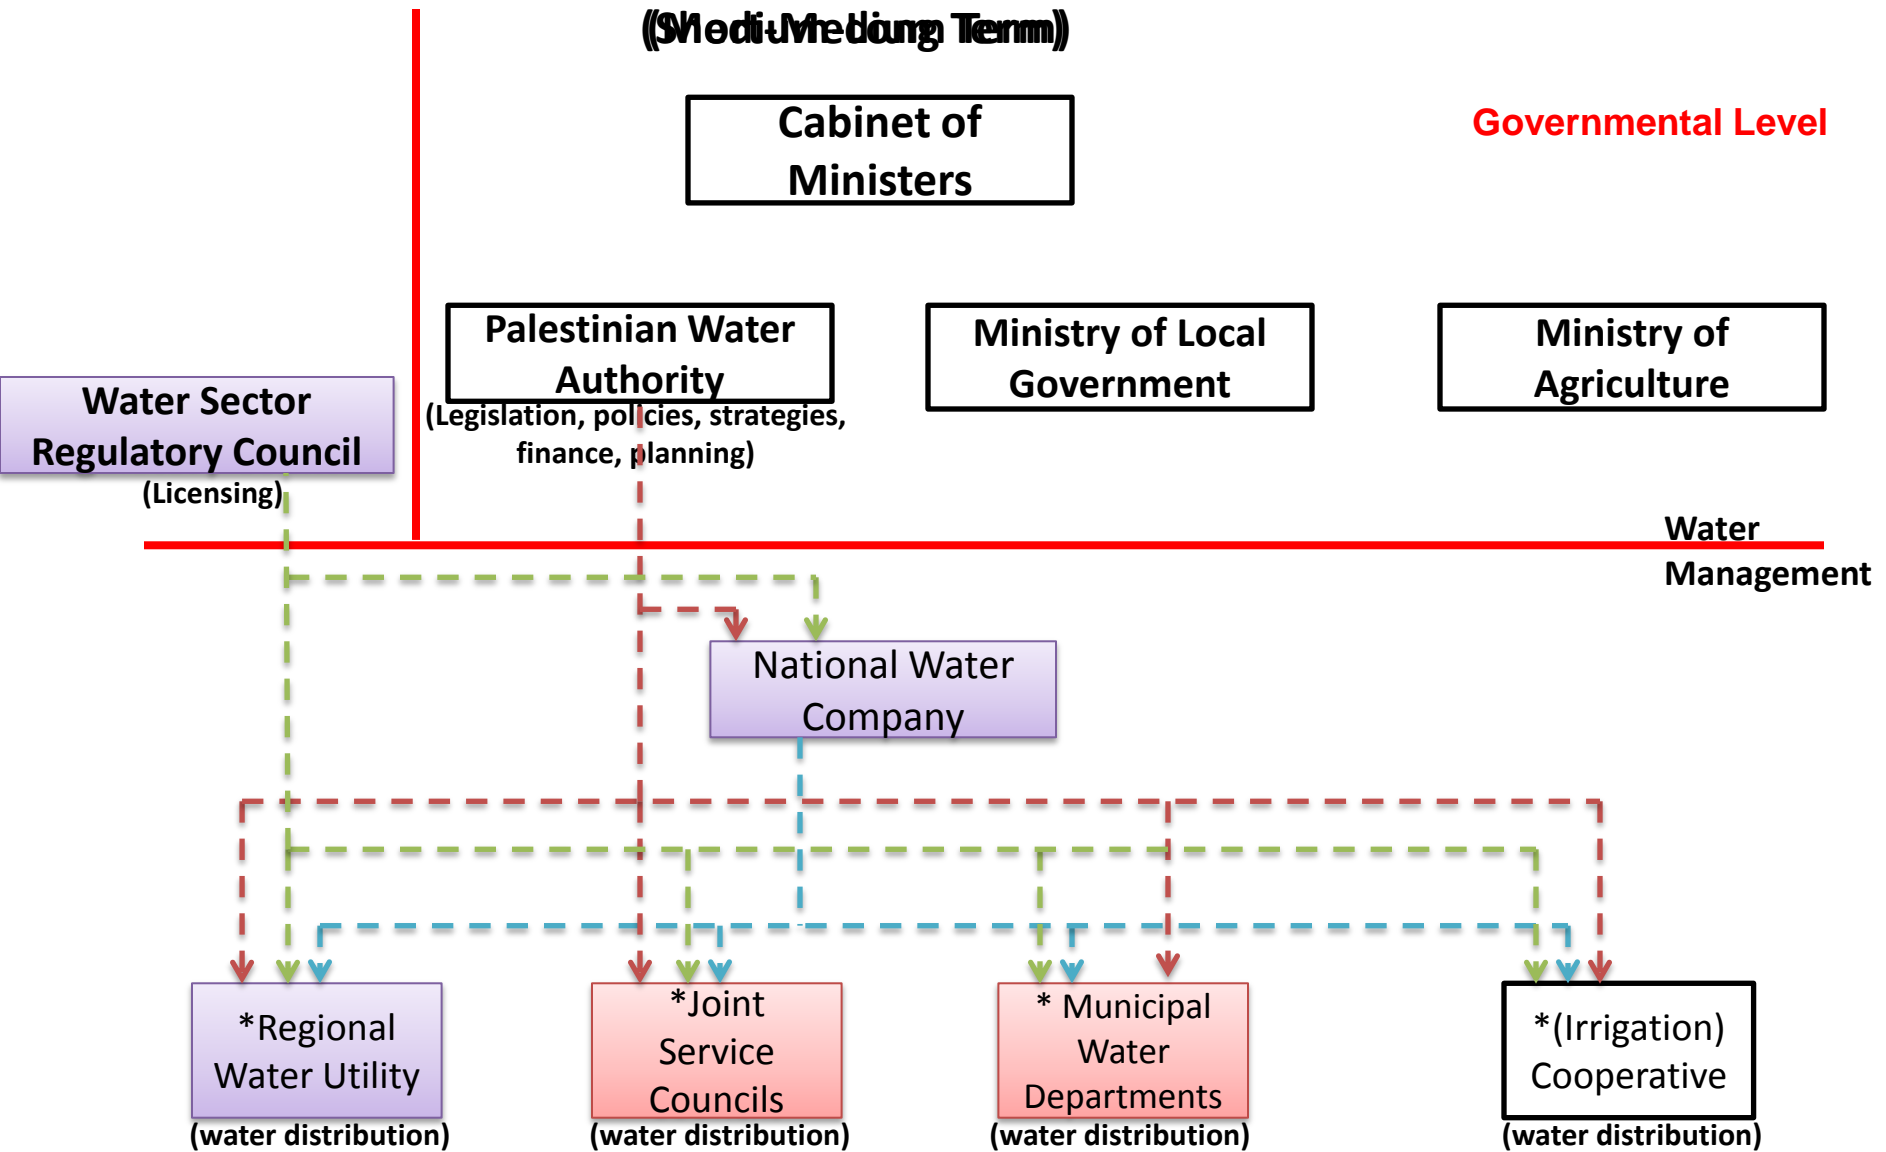 Cabinet of
Ministers
Governmental Level
Palestinian Water
Authority
(Legislation, policies, strategies,
finance, planning)
Ministry of Local
Government
Ministry of
Agriculture
Water Sector
Regulatory Council
(Licensing)
Water
Management
National Water
Company
*Regional
Water Utility
(water distribution)
*Joint
Service
Councils
(water distribution)
* Municipal
Water
Departments
(water distribution)
*(Irrigation)
Cooperative
(water distribution)